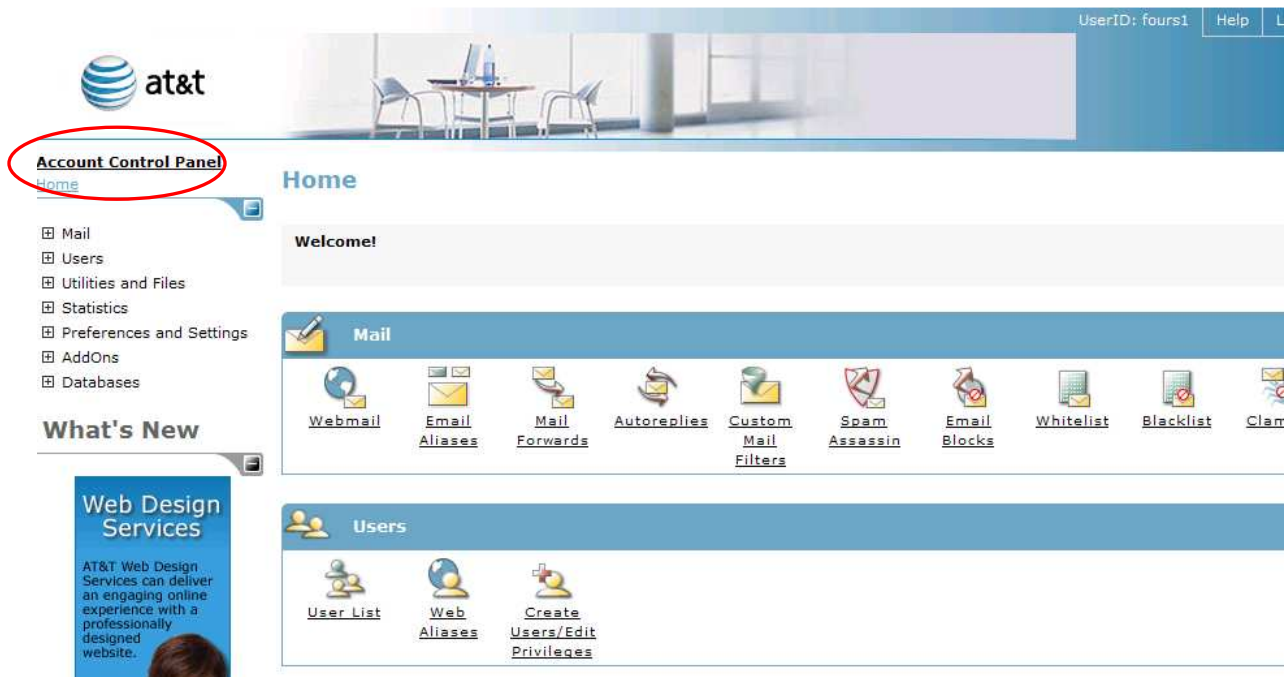 UserID: fours1 Help
at&t
Account Control Panel
Home
Mail
Users
Utilities and Files
Statistics
Preferences and Settings
AddOns
Databases
What's New
Web Design
Services
AT&T Web Design
Services can deliver
an engaging online
experience with a
professionally
designed
website.
Home
Welcome!
Mail
Webmail
Email
Aliases
Mail
Forwards
Autoreplies
Custom
Mail
Filters
Spam
Assassin
Email
Blocks
Whitelist
Blacklist
Users
User List
Web
Aliases
Create
Users/Edit
Privileges